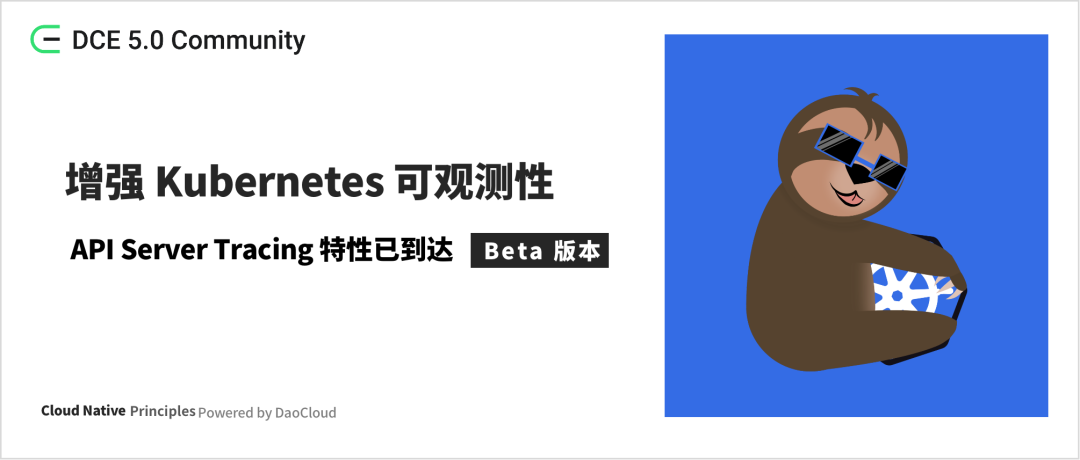 DCE 5.0 Community
增强 Kubernetes 可观测性
API Server Tracing 特性已到达 Beta 版本
Cloud Native Principles Powered by DaoCloud